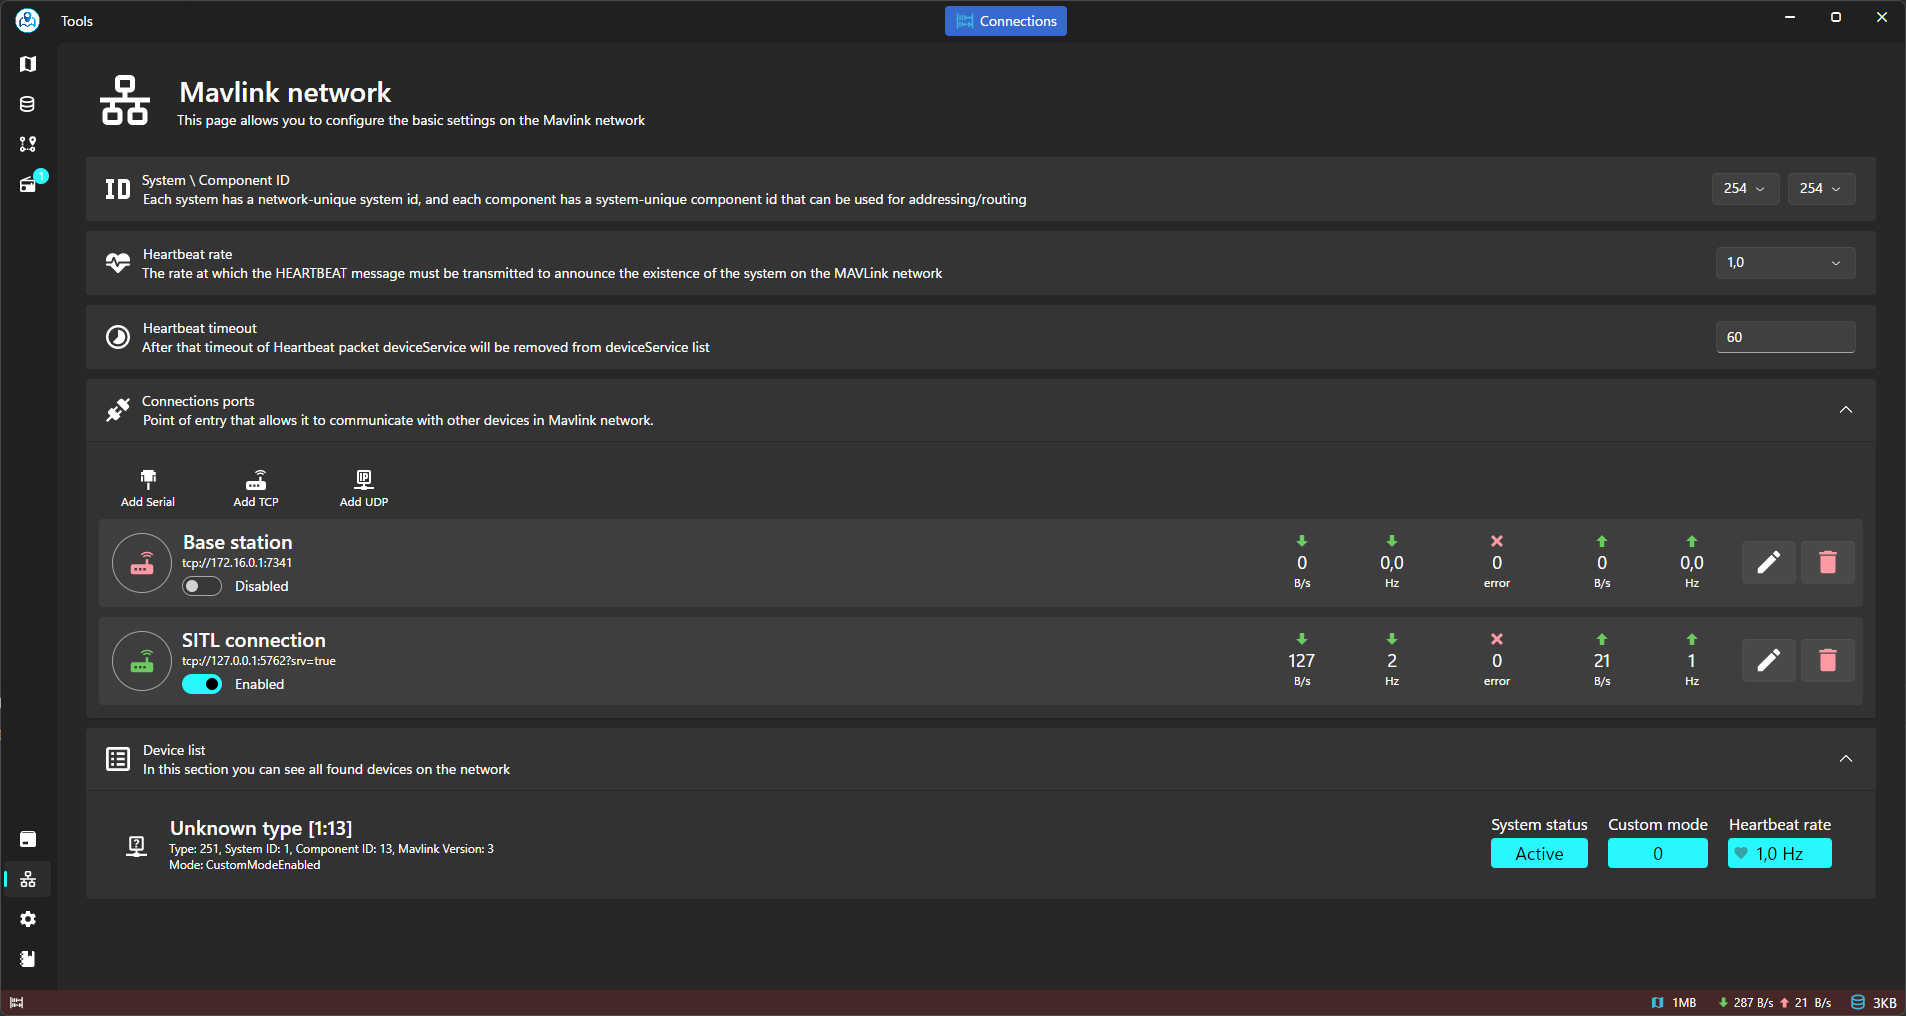 Tools
Connections
1
Mavlink network
This page allows you to configure the basic settings on the Mavlink network
ID
System \ Component ID
Each system has a network-unique system id, and each component has a system-unique component id that can be used for addressing/routing
254
254
Heartbeat rate
The rate at which the HEARTBEAT message must be transmitted to announce the existence of the system on the MAVLink network
1,0
Heartbeat timeout
After that timeout of Heartbeat packet deviceService will be removed from deviceService list
60
Connections ports
Point of entry that allows it to communicate with other devices in Mavlink network.
IP
Add Serial Add TCP Add UDP
Base station
tcp://172.16.0.1:7341
Disabled
0 0,0 0 0 0,0
B/s Hz error B/s Hz
SITL connection
tcp://127.0.0.1:5762?srv=true
Enabled
127 2 0 21 1
B/s Hz error B/s Hz
Device list
In this section you can see all found devices on the network
?
Unknown type [1:13]
Type: 251, System ID: 1, Component ID: 13, Mavlink Version: 3
Mode: CustomModeEnabled
System status Custom mode Heartbeat rate
Active 0 1,0 Hz
1MB 287 B/s 21 B/s 3KB